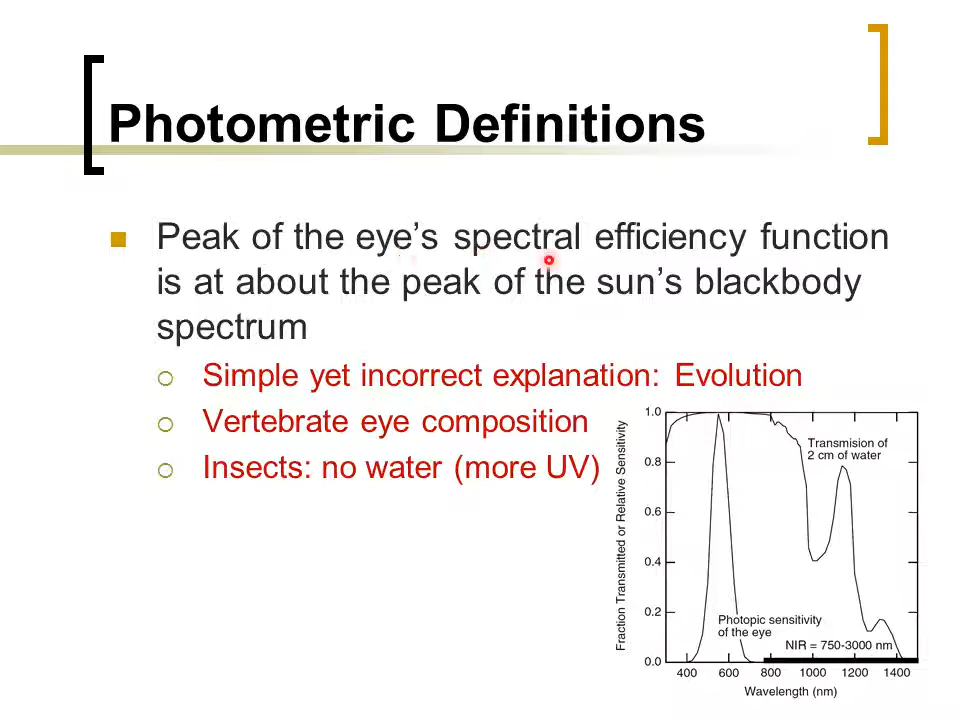 Photometric Definitions
Peak of the eye's spectral efficiency function
is at about the peak of the sun's blackbody
spectrum
Simple yet incorrect explanation: Evolution
Vertebrate eye composition
Insects: no water (more UV)
Fraction Transmitted or Relative Sensitivity
1.0
0.8
0.6
0.4
0.2
0.0
Transmision of
2 cm of water
Photopic sensitivity
of the eye
NIR = 750-3000 nm
400 600 800 1000 1200 1400
Wavelength (nm)